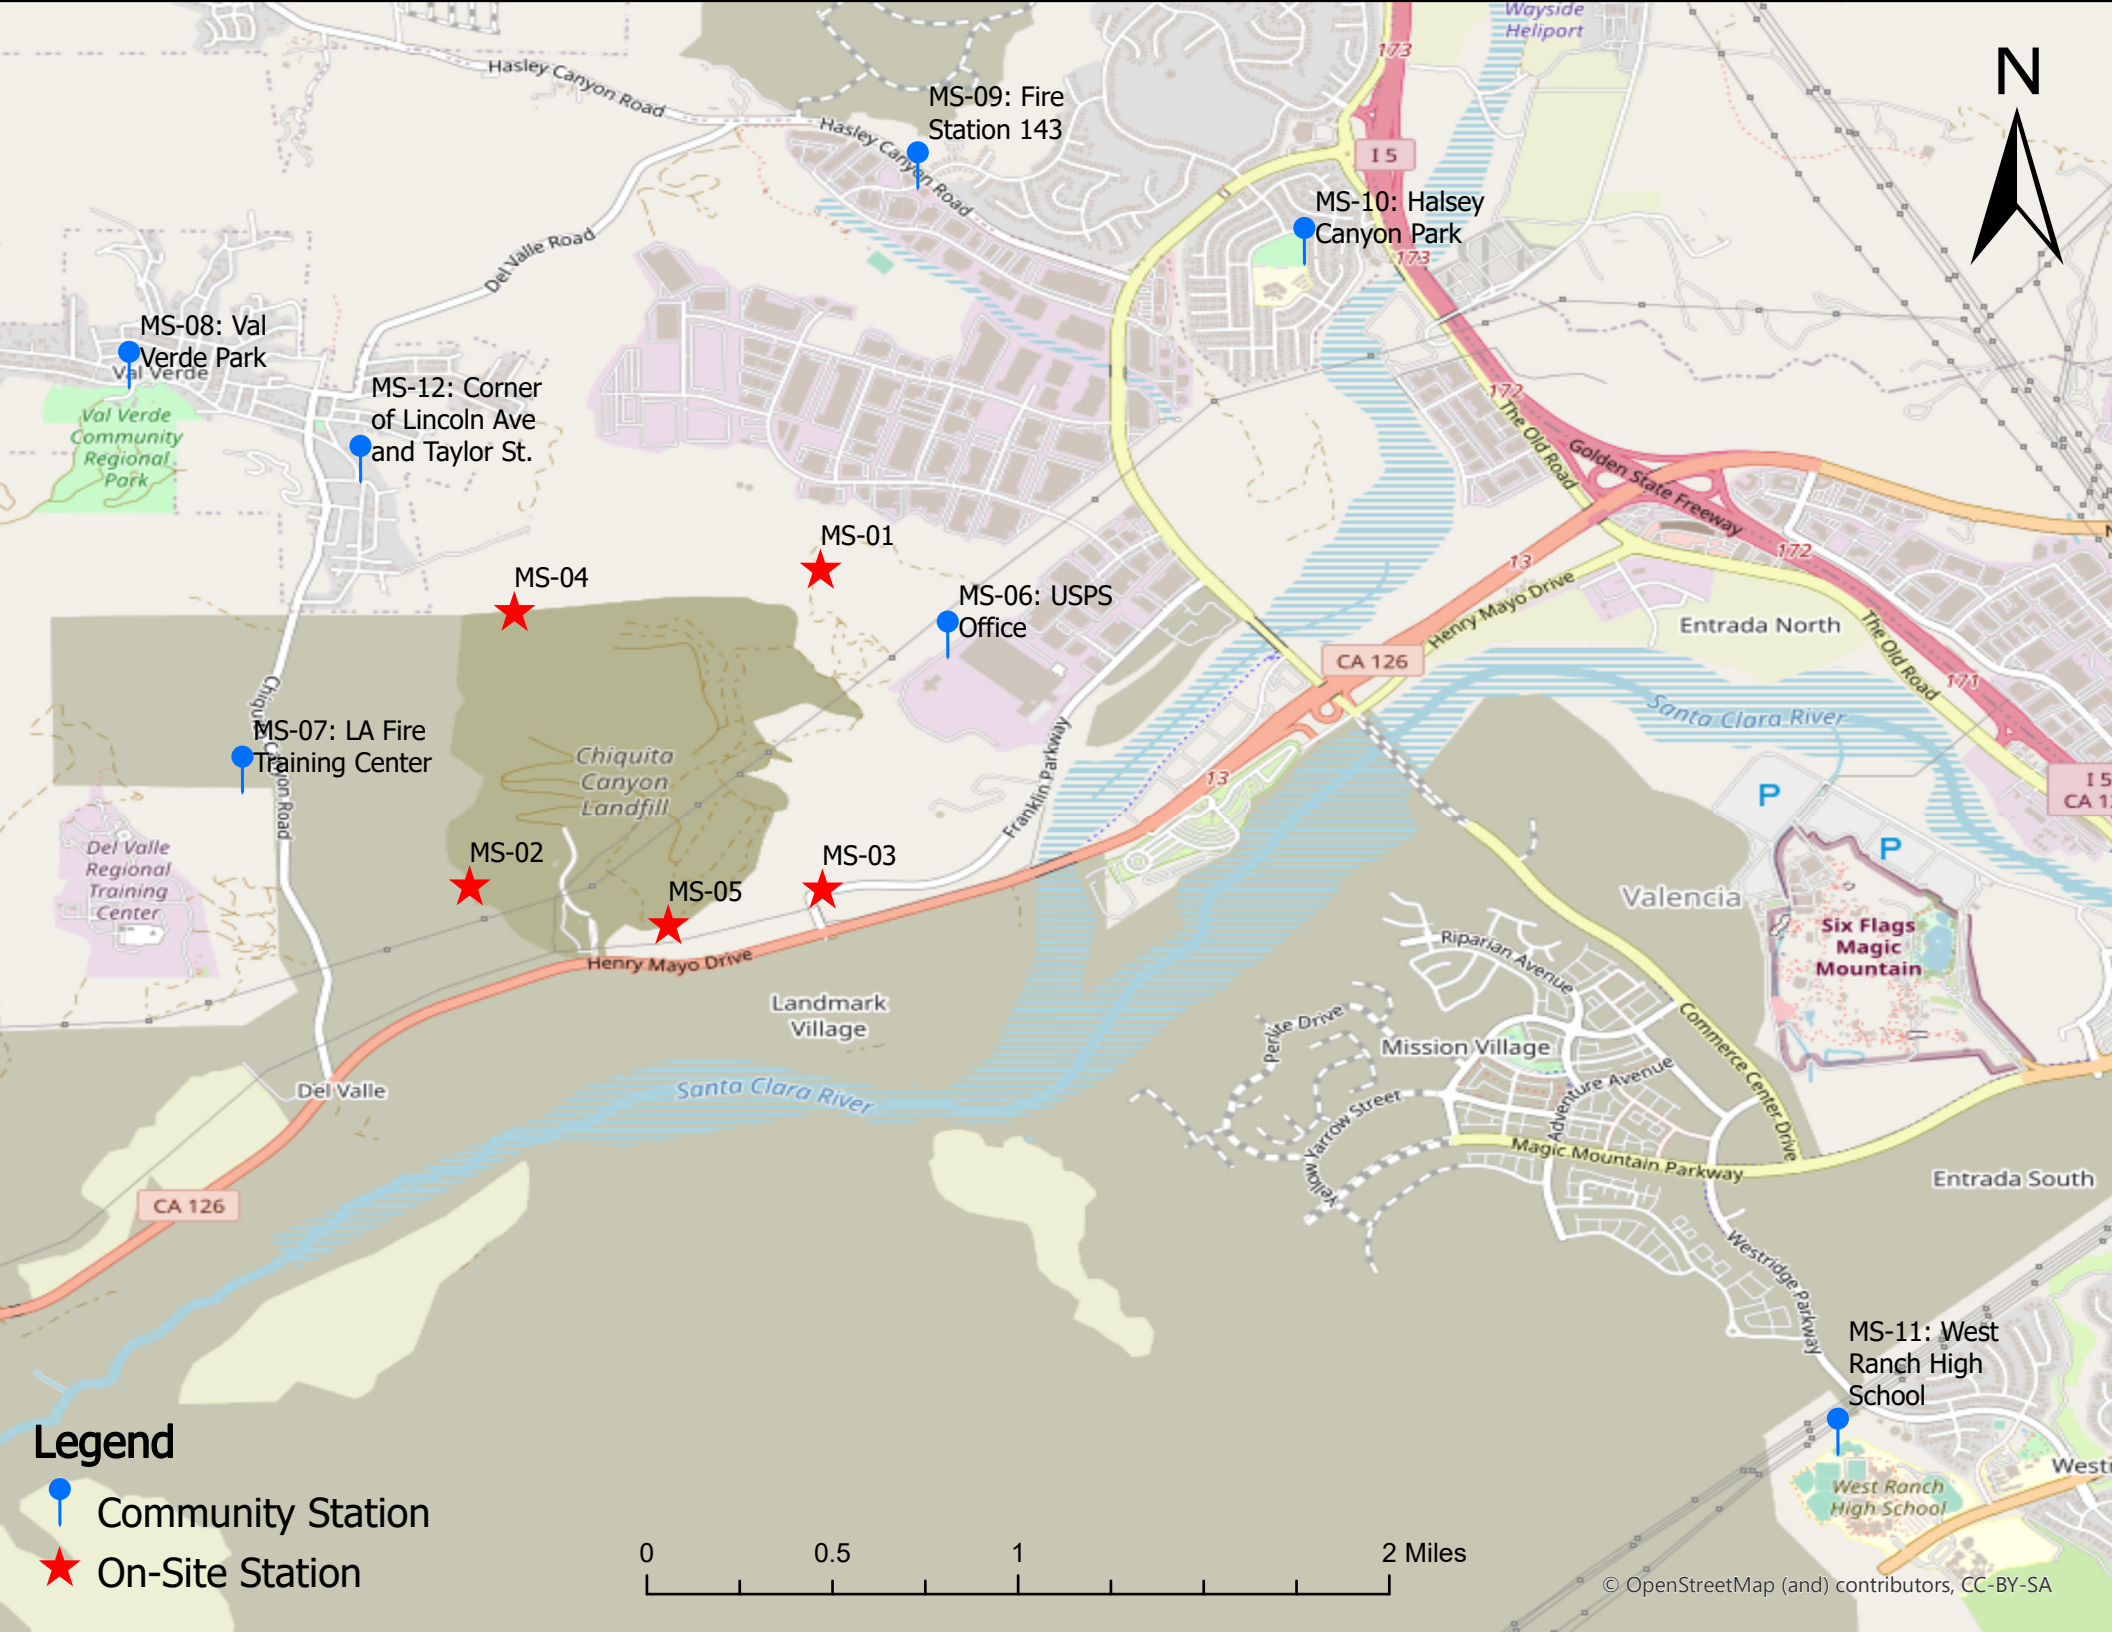 Wayside
Heliport
173
N
Hasley Canyon Road
MS-09: Fire
Station 143
Hasley Canyon Road
I 5
MS-10: Halsey
Canyon Park
173
Del Valle Road
MS-08: Val
Verde Park
Val Verde
MS-12: Corner
of Lincoln Ave
and Taylor St.
Val Verde
Community
Regional
Park
172
The Old Road
Golden State Freeway
172
13
MS-01
MS-04
MS-06: USPS
Office
Henry Mayo Drive
Entrada North
The Old Road
CA 126
171
Santa Clara River
Chiquito Canyon Road
MS-07: LA Fire
Training Center
Chiquita
Canyon
Landfill
Franklin Parkway
13
P
I 5
P
Del Valle
Regional
Training
Center
MS-02
MS-03
MS-05
Valencia
Six Flags
Magic
Mountain
Riparian Avenue
Henry Mayo Drive
Landmark
Village
Perlite Drive
Mission Village
Commerce Center Drive
Adventure Avenue
Del Valle
Santa Clara River
Yellow Yarrow Street
Magic Mountain Parkway
Entrada South
CA 126
Westridge Parkway
MS-11: West
Ranch High
School
Legend
Community Station
On-Site Station
West Ranch
High School
0 0.5 1 2 Miles
© OpenStreetMap (and) contributors, CC-BY-SA